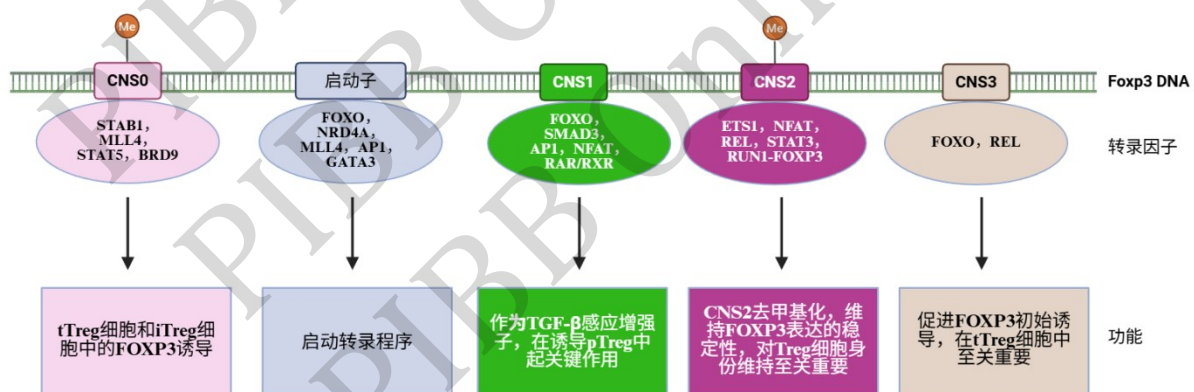 Me
Me
CNS0
启动子
CNS1
CNS2
CNS3
Foxp3 DNA
STAB1,
MLL4,
STAT5, BRD9
FOXO,
NRD4A,
MLL4, AP1,
GATA3
FOXO,
SMAD3,
AP1, NFAT,
RAR/RXR
ETS1, NFAT,
REL, STAT3,
RUN1-FOXP3
FOXO, REL
转录因子
tTreg细胞和iTreg细
胞中的FOXP3诱导
启动转录程序
作为TGF-β感应增强
子，在诱导pTreg中
起关键作用
CNS2去甲基化，维
持FOXP3表达的稳
定性，对Treg细胞身
份维持至关重要
促进FOXP3初始诱
导，在tTreg细胞中
至关重要
功能
PIBB Onl
PIBB